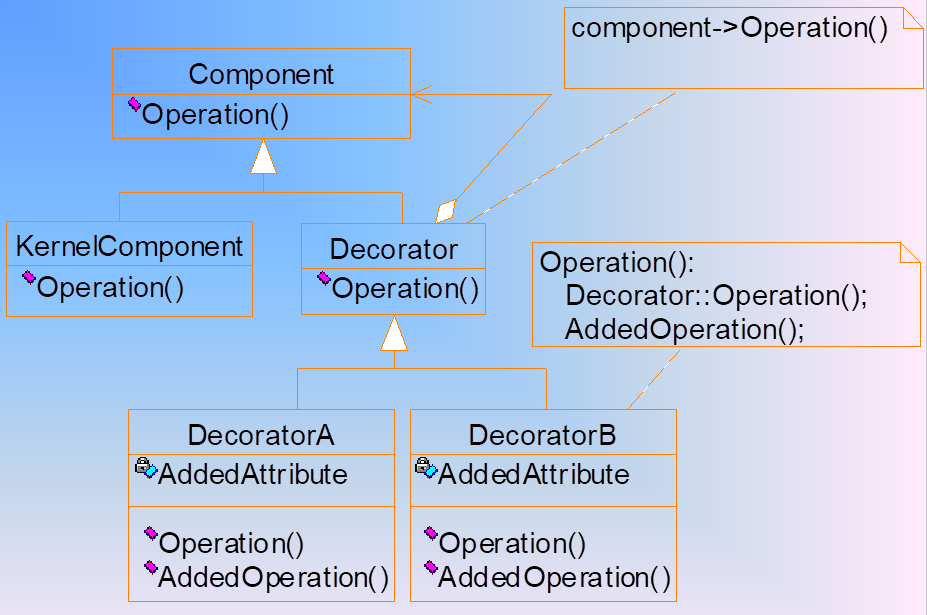 component->Operation()
Component
Operation()
KernelComponent
Operation()
Decorator
Operation()
Operation():
Decorator::Operation();
AddedOperation();
DecoratorA
AddedAttribute
Operation()
AddedOperation()
DecoratorB
AddedAttribute
Operation()
AddedOperation()